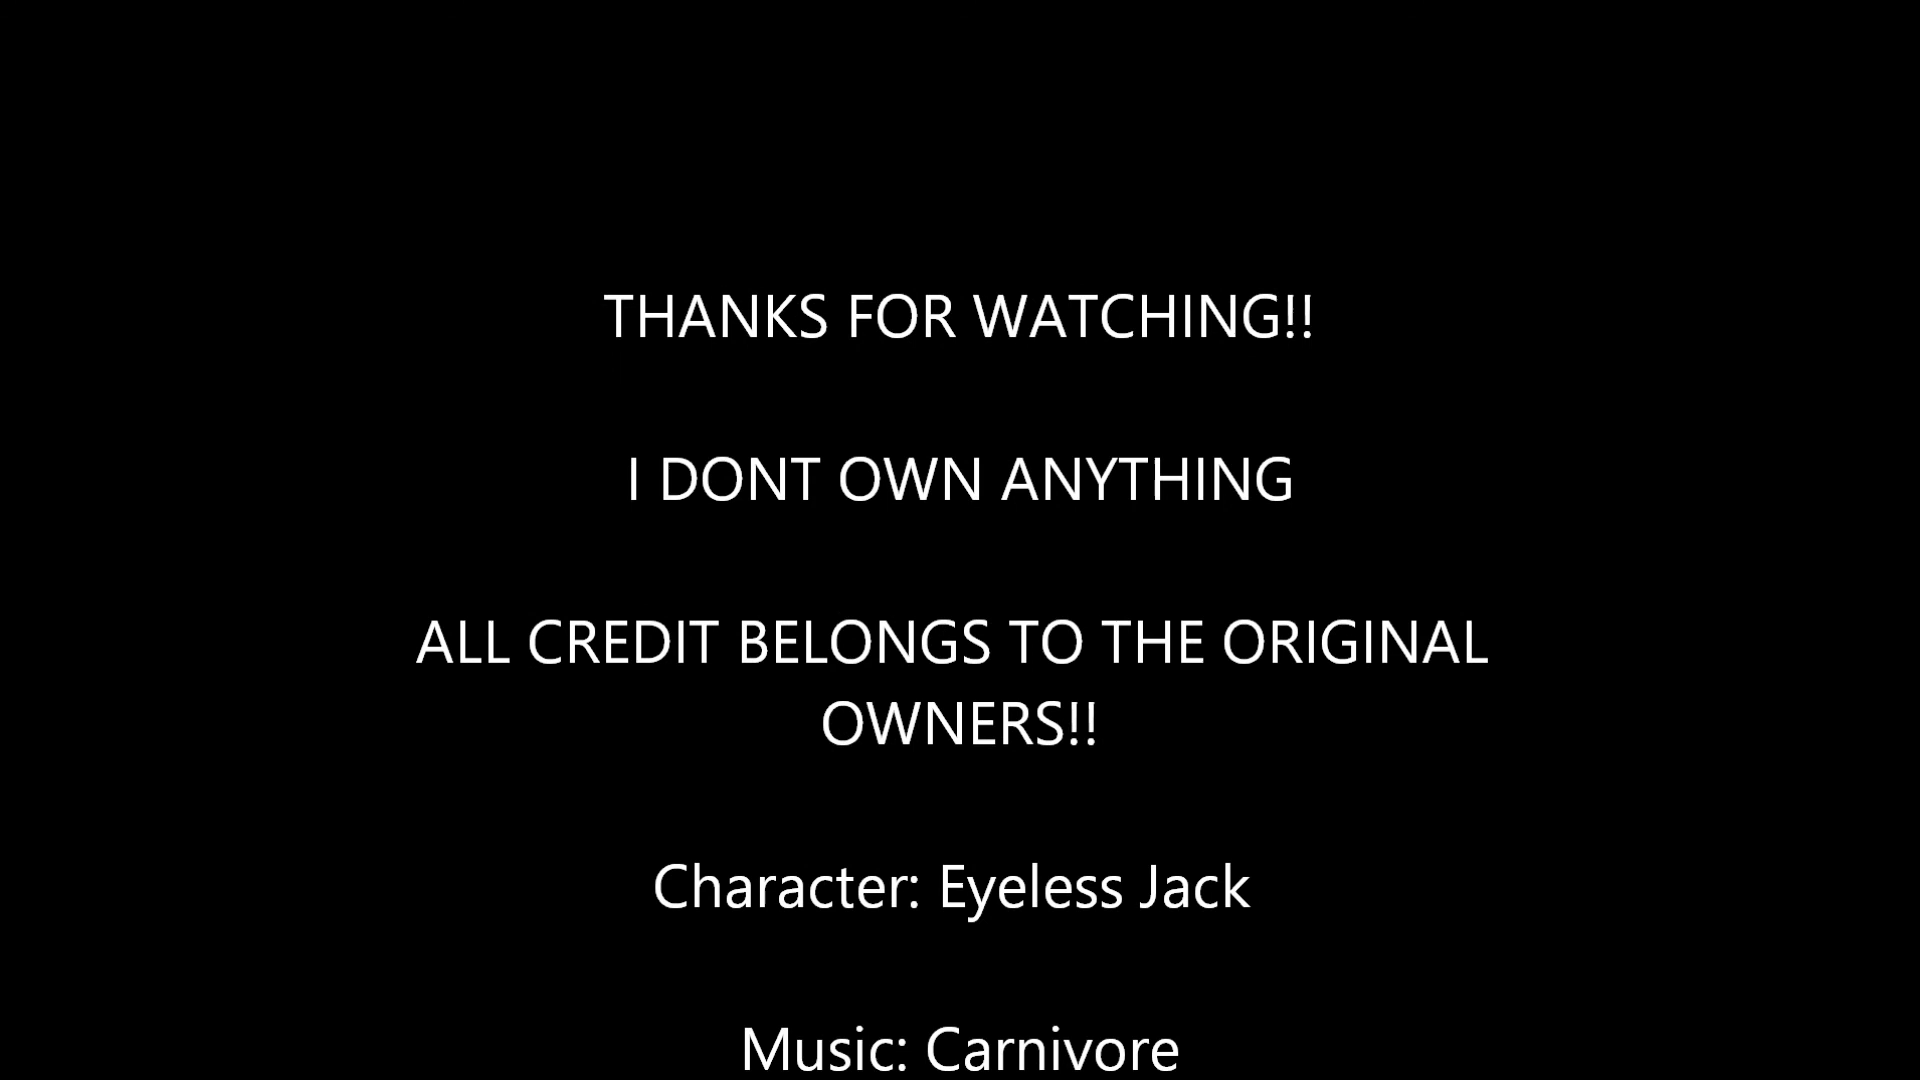 THANKS FOR WATCHING!!
I DONT OWN ANYTHING
ALL CREDIT BELONGS TO THE ORIGINAL
OWNERS!!
Character: Eyeless Jack
Music: Carnivore